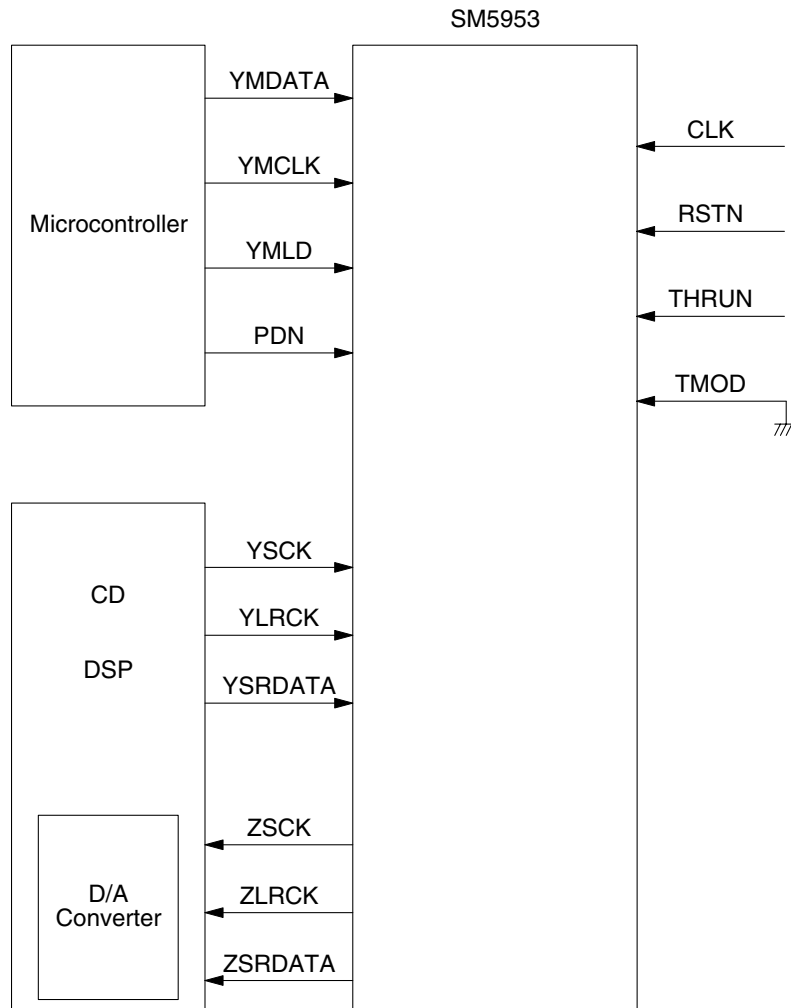 SM5953
Microcontroller
YMDATA
YMCLK
YMLD
PDN
CLK
RSTN
THRUN
TMOD
CD
DSP
YSCK
YLRCK
YSRDATA
D/A
Converter
ZSCK
ZLRCK
ZSRDATA